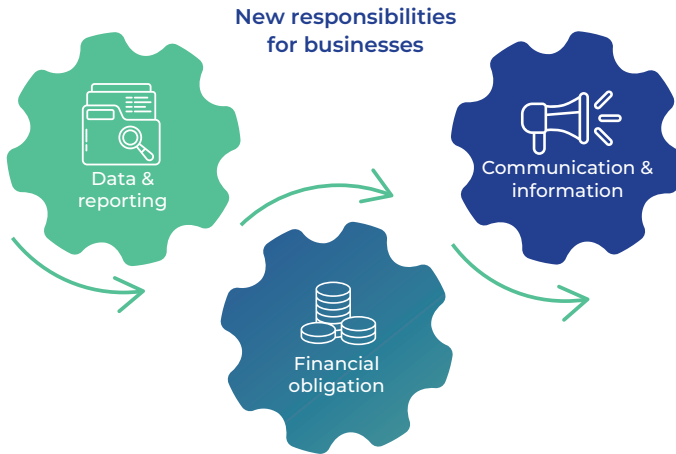 New responsibilities
for businesses
Data &
reporting
Financial
obligation
Communication &
information